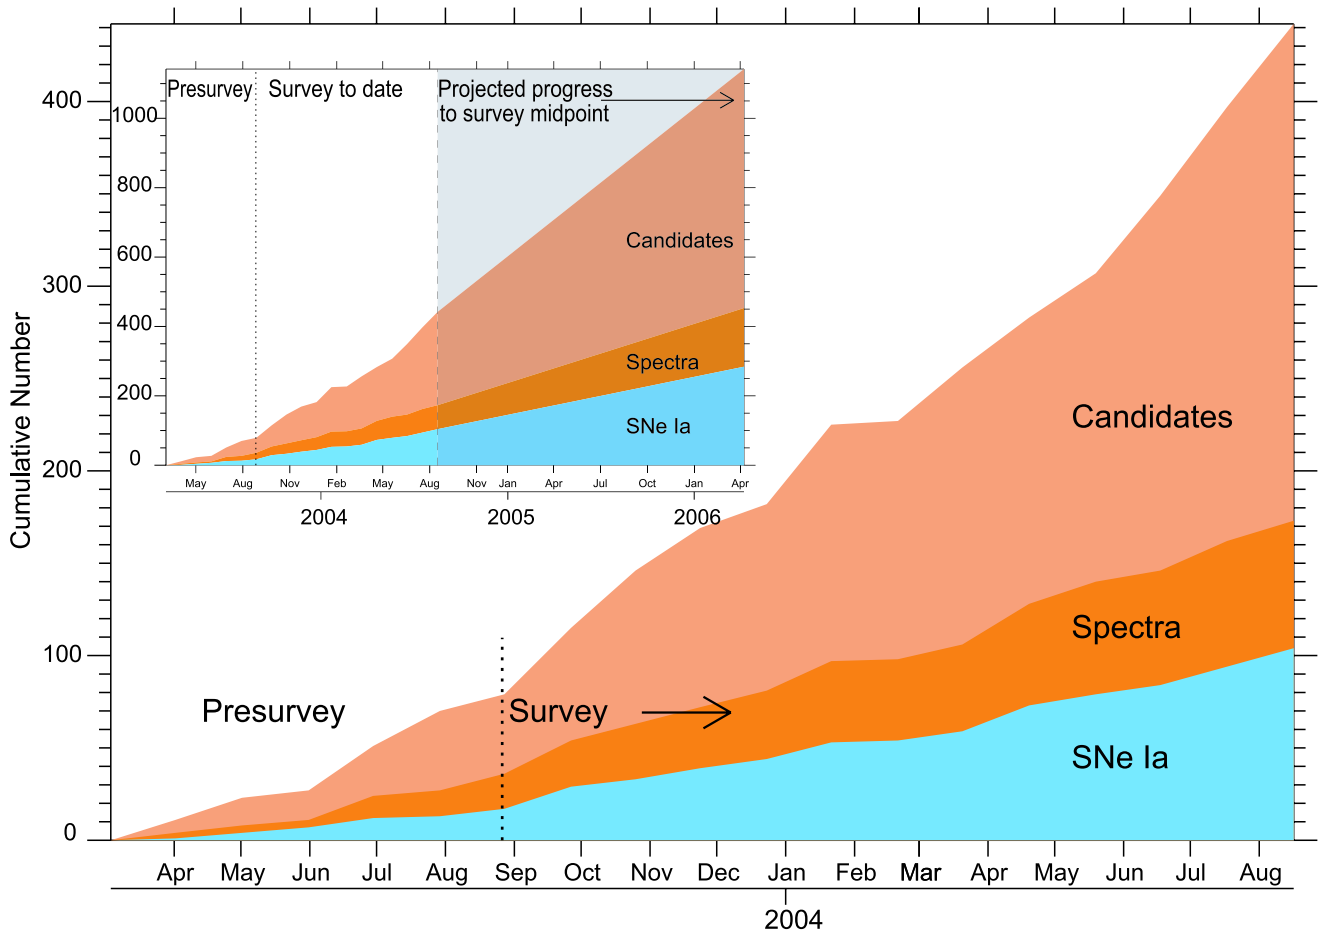 Presurvey
Survey to date
Projected progress
to survey midpoint
1000
800
600
400
200
0
Candidates
Spectra
SNe Ia
May Aug Nov Feb May Aug Nov Jan Apr Jul Oct Jan Apr
2004 2005 2006
Cumulative Number
400
300
200
100
0
Candidates
Spectra
SNe Ia
Presurvey
Survey
Apr May Jun Jul Aug Sep Oct Nov Dec Jan Feb Mar Apr May Jun Jul Aug
2004